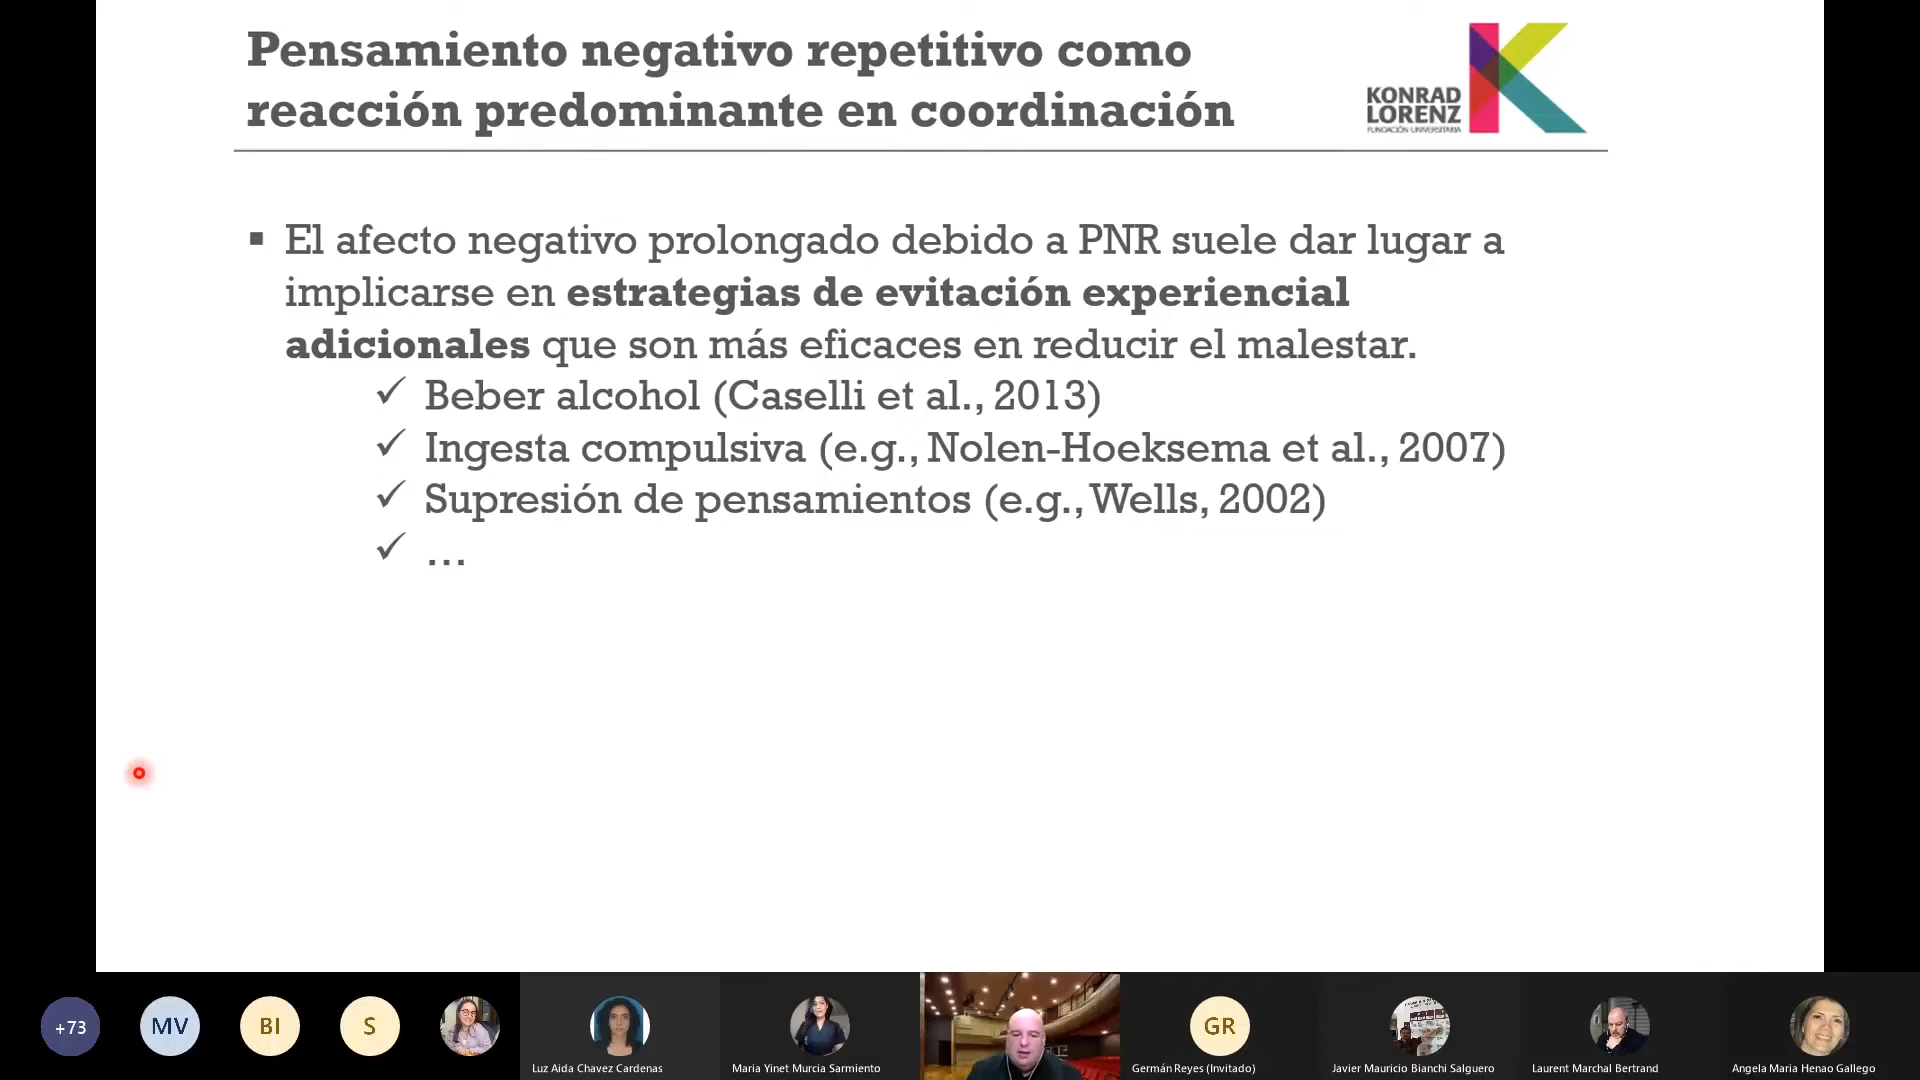 Pensamiento negativo repetitivo como
reacción predominante en coordinación
KONRAD
LORENZ
FUNDACIÓN UNIVERSITARIA
▪ El afecto negativo prolongado debido a PNR suele dar lugar a
implicarse en estrategias de evitación experiencial
adicionales que son más eficaces en reducir el malestar.
✓ Beber alcohol (Caselli et al., 2013)
✓ Ingesta compulsiva (e.g., Nolen-Hoeksema et al., 2007)
✓ Supresión de pensamientos (e.g., Wells, 2002)
✓ …
+73
MV
BI
S
GR
Luz Aida Chavez Cardenas
Maria Yinet Murcia Sarmiento
Germán Reyes (Invitado)
Javier Mauricio Bianchi Salguero
Laurent Marchal Bertrand
Angela Maria Henao Gallego